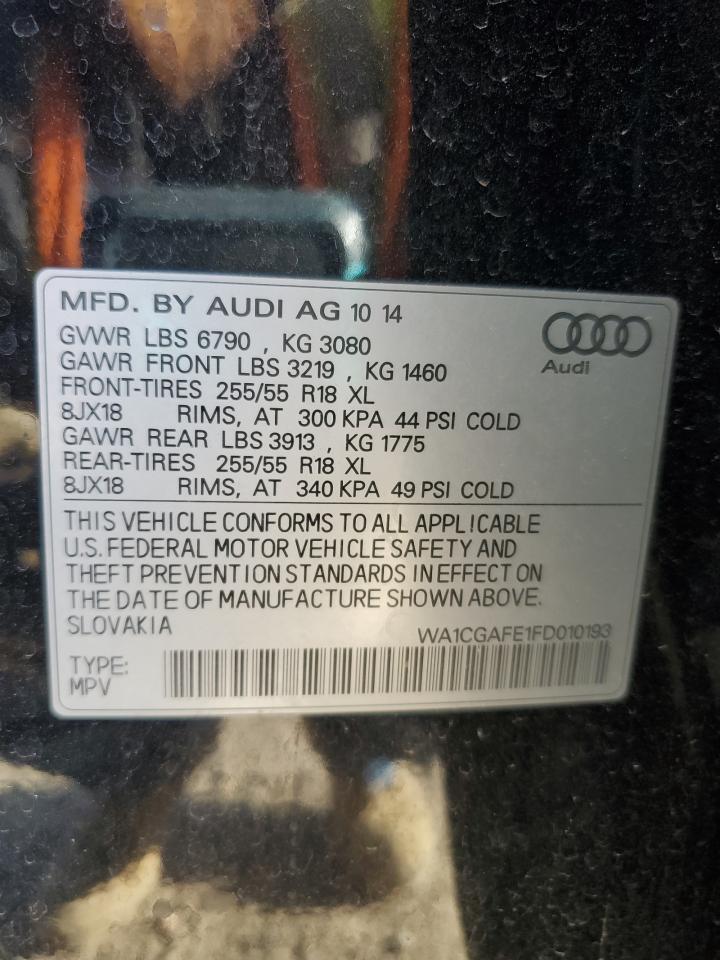 MFD. BY AUDI AG 10 14
GVWR LBS 6790 , KG 3080
GAWR FRONT LBS 3219 , KG 1460
FRONT-TIRES 255/55 R18 XL
8JX18 RIMS, AT 300 KPA 44 PSI COLD
GAWR REAR LBS 3913 , KG 1775
REAR-TIRES 255/55 R18 XL
8JX18 RIMS, AT 340 KPA 49 PSI COLD
Audi
THIS VEHICLE CONFORMS TO ALL APPLICABLE
U.S. FEDERAL MOTOR VEHICLE SAFETY AND
THEFT PREVENTION STANDARDS IN EFFECT ON
THE DATE OF MANUFACTURE SHOWN ABOVE.
SLOVAKIA
WA1CGAFE1FD010193
TYPE:
MPV